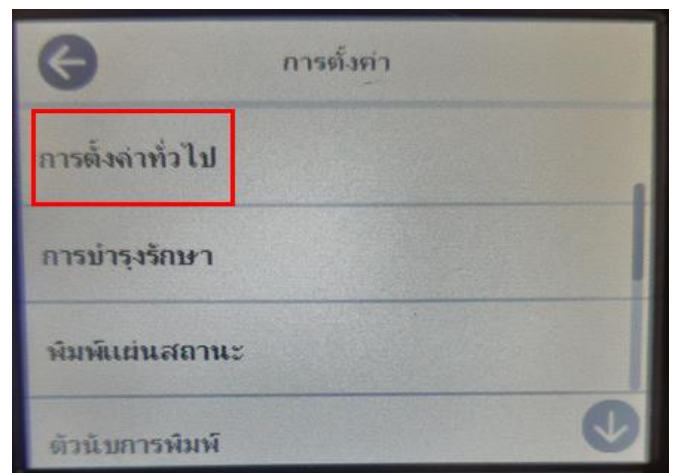 การตั้งค่า
การตั้งค่าทั่วไป
การบำรุงรักษา
พิมพ์แผ่นสถานะ
ตัวนับการพิมพ์